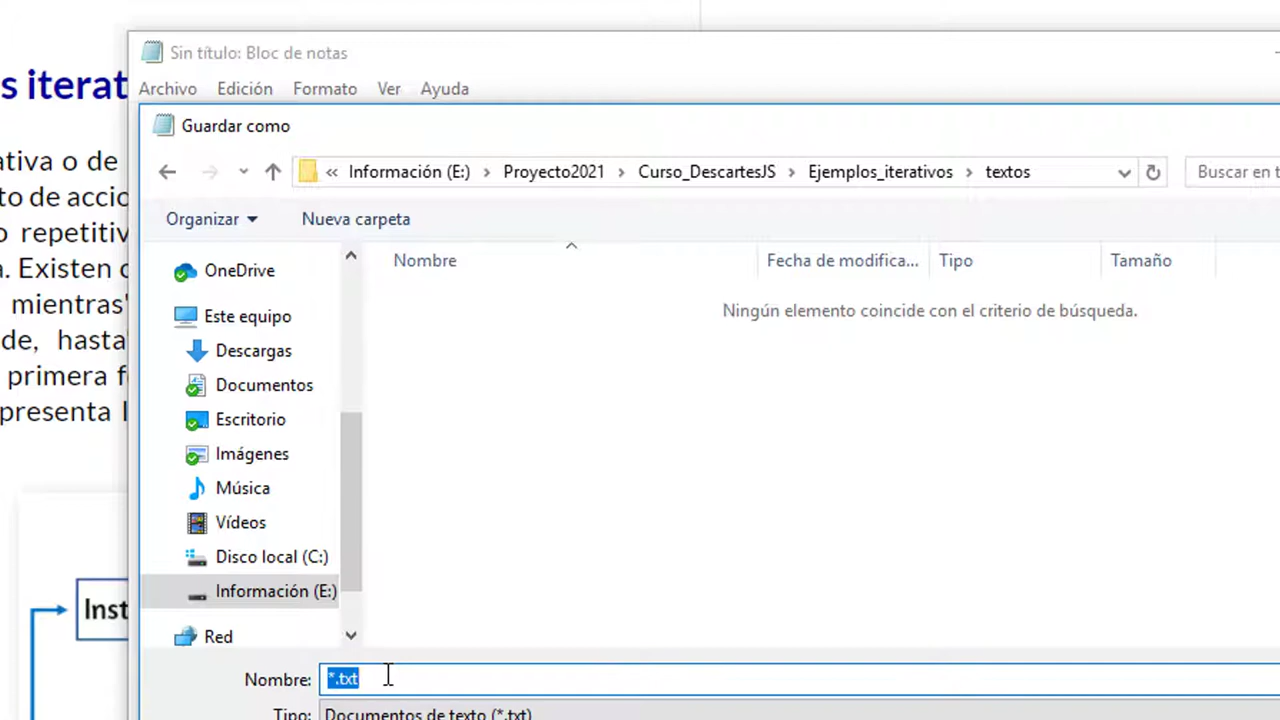 Sin título: Bloc de notas
Archivo Edición Formato Ver Ayuda
Guardar como
« Información (E:) › Proyecto2021 › Curso_DescartesJS › Ejemplos_iterativos › textos
Buscar en
Organizar Nueva carpeta
Nombre Fecha de modifica... Tipo Tamaño
Ningún elemento coincide con el criterio de búsqueda.
OneDrive
Este equipo
Descargas
Documentos
Escritorio
Imágenes
Música
Vídeos
Disco local (C:)
Información (E:)
Red
Nombre: *.txt
Tipo: Documentos de texto (*.txt)
s iterat
ativa o de
to de accio
o repetitiv
a. Existen
mientras"
de, hasta"
primera f
presenta l
Inst